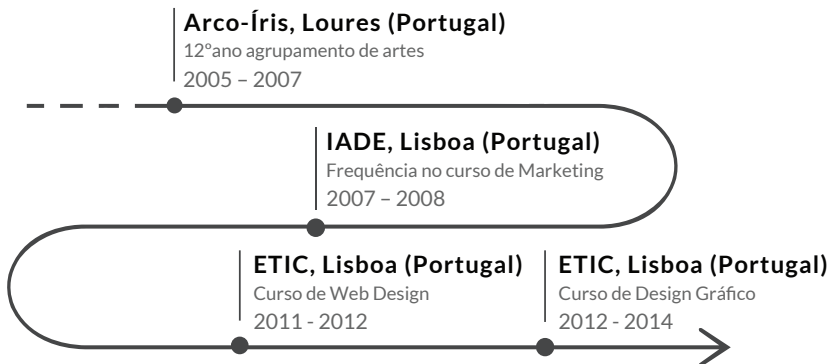 Arco-Íris, Loures (Portugal)
12ºano agrupamento de artes
2005 – 2007
IADE, Lisboa (Portugal)
Frequência no curso de Marketing
2007 – 2008
ETIC, Lisboa (Portugal)
Curso de Web Design
2011 - 2012
ETIC, Lisboa (Portugal)
Curso de Design Gráfico
2012 - 2014